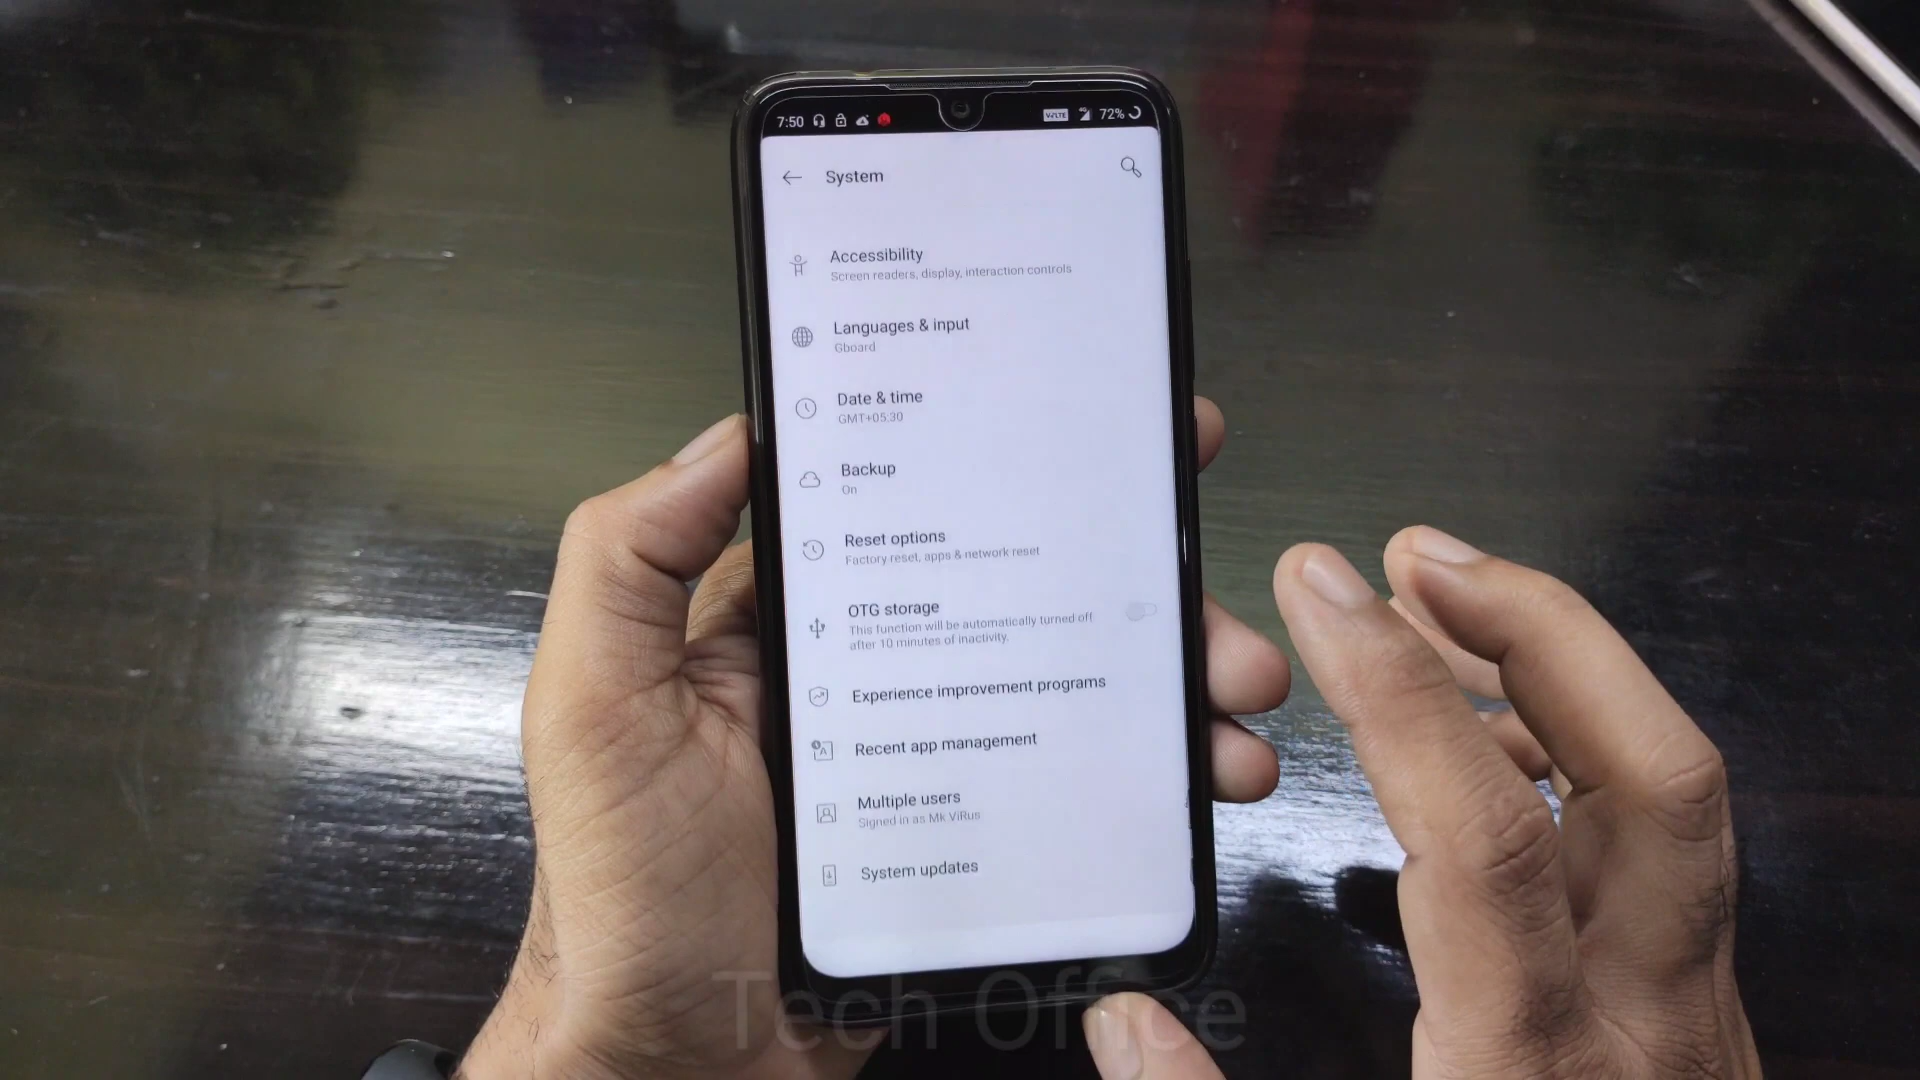 7:50
VoLTE 4G 72%
System
Accessibility
Screen readers, display, interaction controls
Languages & input
Gboard
Date & time
GMT+05:30
Backup
On
Reset options
Factory reset, apps & network reset
OTG storage
This function will be automatically turned off
after 10 minutes of inactivity.
Experience improvement programs
Recent app management
Multiple users
Signed in as Mk ViRus
System updates
Tech Office